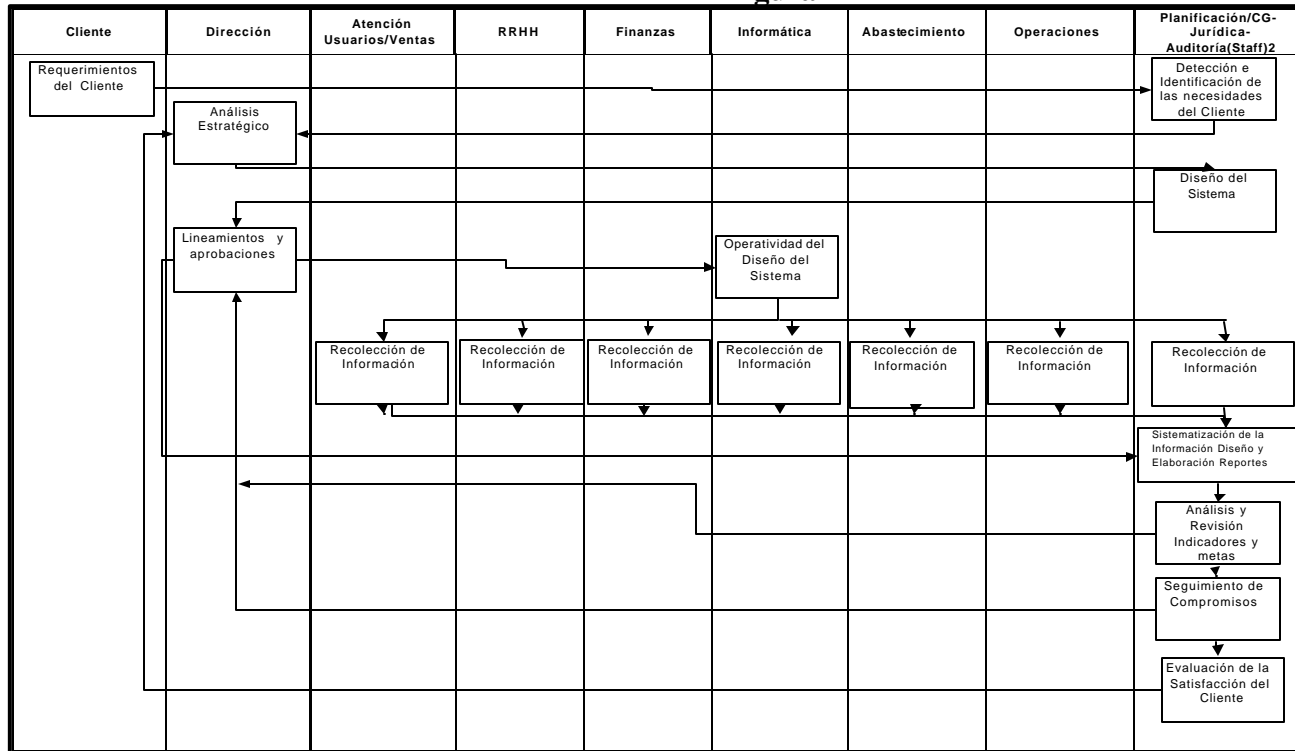 Cliente
Dirección
Atención
Usuarios/Ventas
RRHH
Finanzas
Informática
Abastecimiento
Operaciones
Planificación/CG-
Jurídica-
Auditoría(Staff)2
Requerimientos
del Cliente
Detección e
Identificación de
las necesidades
del Cliente
Análisis
Estratégico
Diseño del
Sistema
Lineamientos y
aprobaciones
Operatividad del
Diseño del
Sistema
Recolección de
Información
Recolección de
Información
Recolección de
Información
Recolección de
Información
Recolección de
Información
Recolección de
Información
Recolección de
Información
Sistematización de la
Información Diseño y
Elaboración Reportes
Análisis y
Revisión
Indicadores y
metas
Seguimiento de
Compromisos
Evaluación de la
Satisfacción del
Cliente